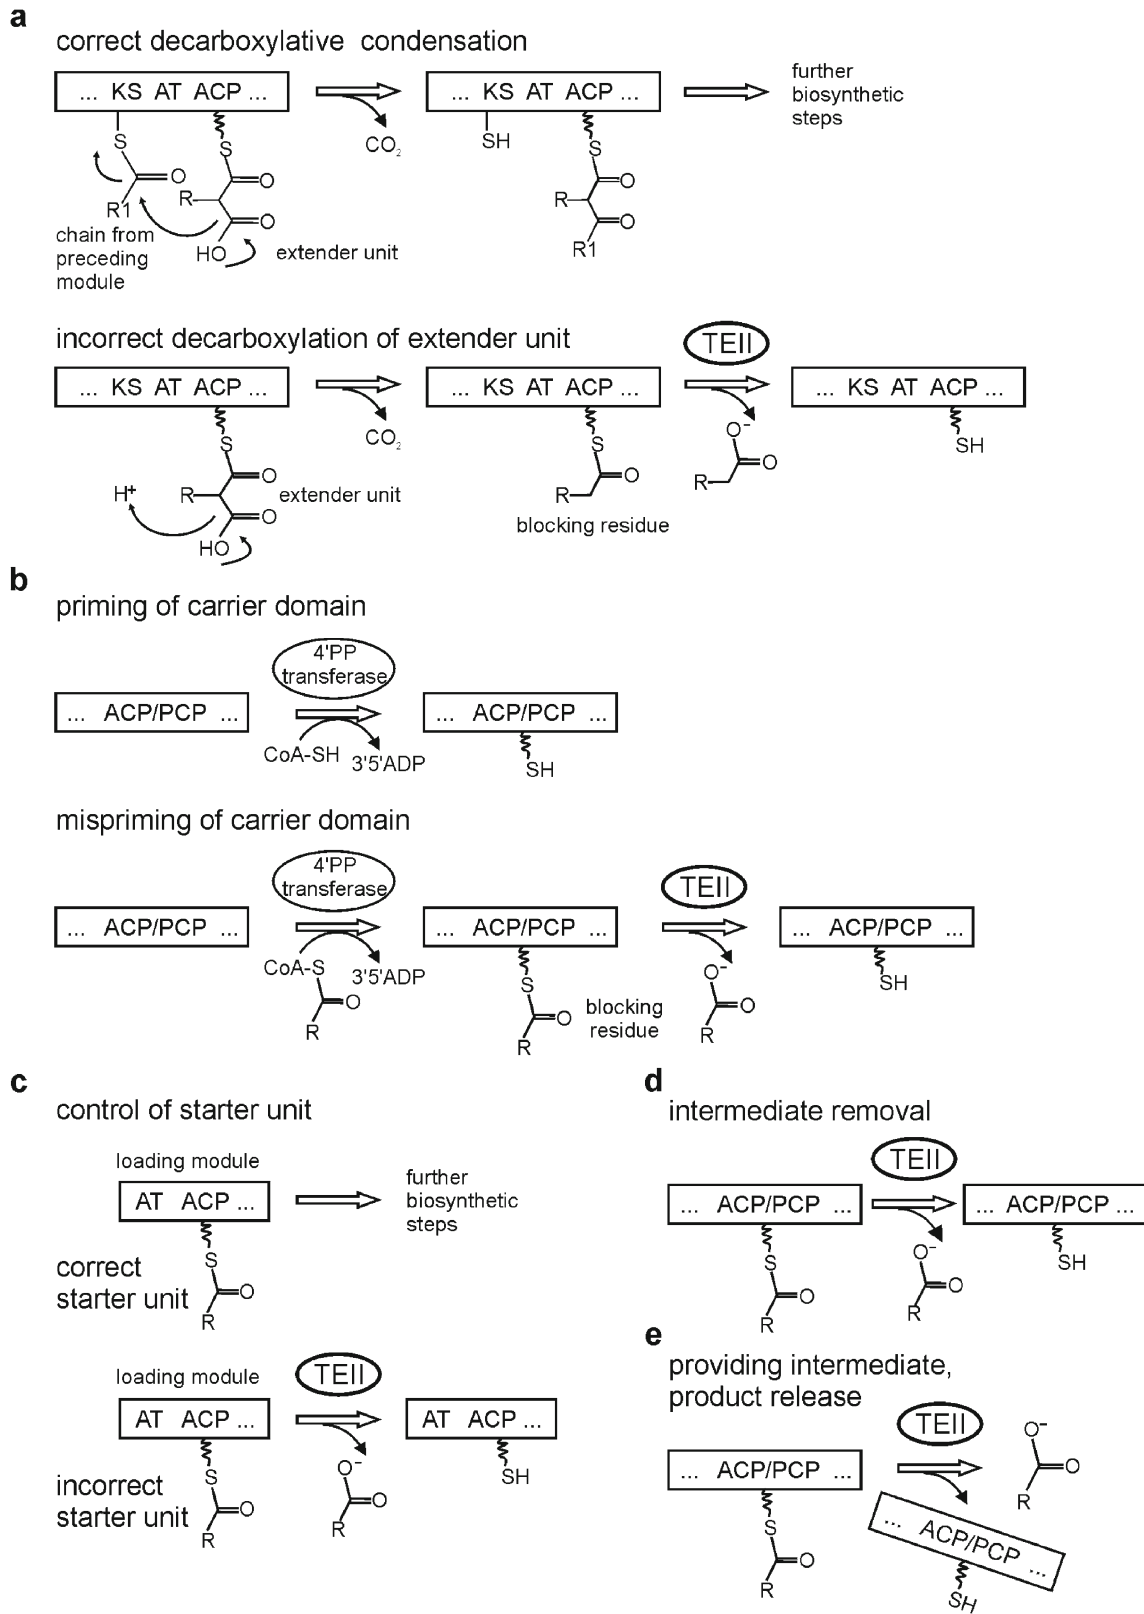 a
correct decarboxylative condensation
... KS AT ACP ...
CO2
... KS AT ACP ...
further
biosynthetic
steps
S
O
R1
S
O
R
O
HO
chain from
preceding
module
extender unit
SH
S
O
R
O
R1
incorrect decarboxylation of extender unit
TEII
... KS AT ACP ...
CO2
... KS AT ACP ...
... KS AT ACP ...
S
O
R
O
HO
H+
extender unit
S
O
R
blocking residue
O−
O
R
SH
b
priming of carrier domain
4'PP
transferase
... ACP/PCP ...
CoA-SH
3'5'ADP
... ACP/PCP ...
SH
mispriming of carrier domain
4'PP
transferase
TEII
... ACP/PCP ...
CoA-S
O
R
3'5'ADP
... ACP/PCP ...
S
O
R
blocking
residue
O−
O
R
... ACP/PCP ...
SH
c
control of starter unit
loading module
AT ACP ...
further
biosynthetic
steps
S
O
R
correct
starter unit
loading module
TEII
AT ACP ...
AT ACP ...
S
O
R
incorrect
starter unit
O−
O
R
SH
d
intermediate removal
TEII
... ACP/PCP ...
... ACP/PCP ...
S
O
R
O−
O
R
SH
e
providing intermediate,
product release
TEII
... ACP/PCP ...
S
O
R
O−
O
R
... ACP/PCP ...
SH